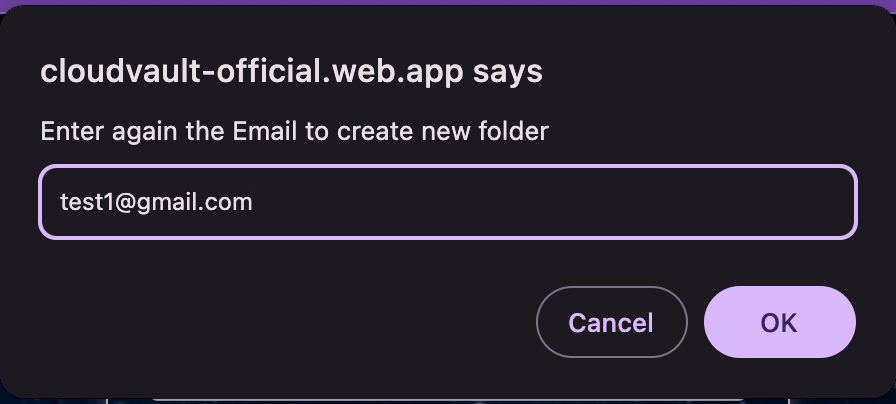 cloudvault-official.web.app says
Enter again the Email to create new folder
test1@gmail.com
Cancel
OK